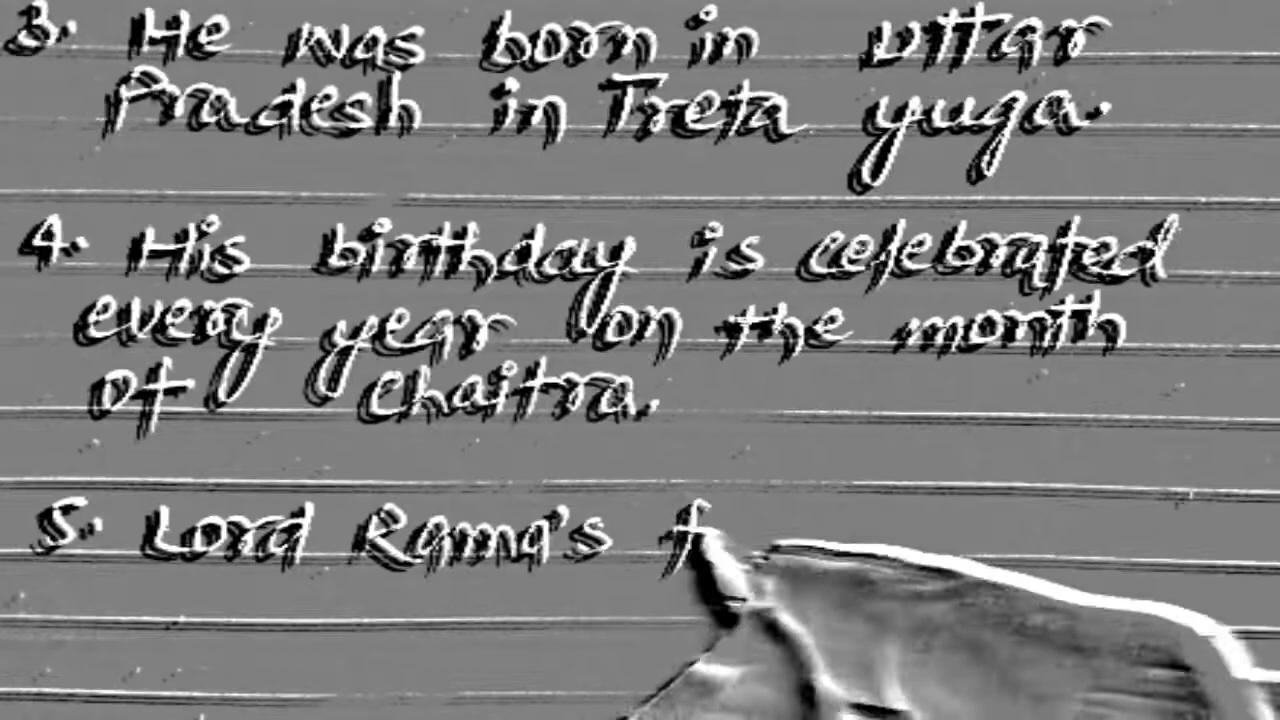 3. He was born in Uttar
Pradesh in Treta yuga.
4. His birthday is celebrated
every year on the month
of Chaitra.
5. Lord Rama's f